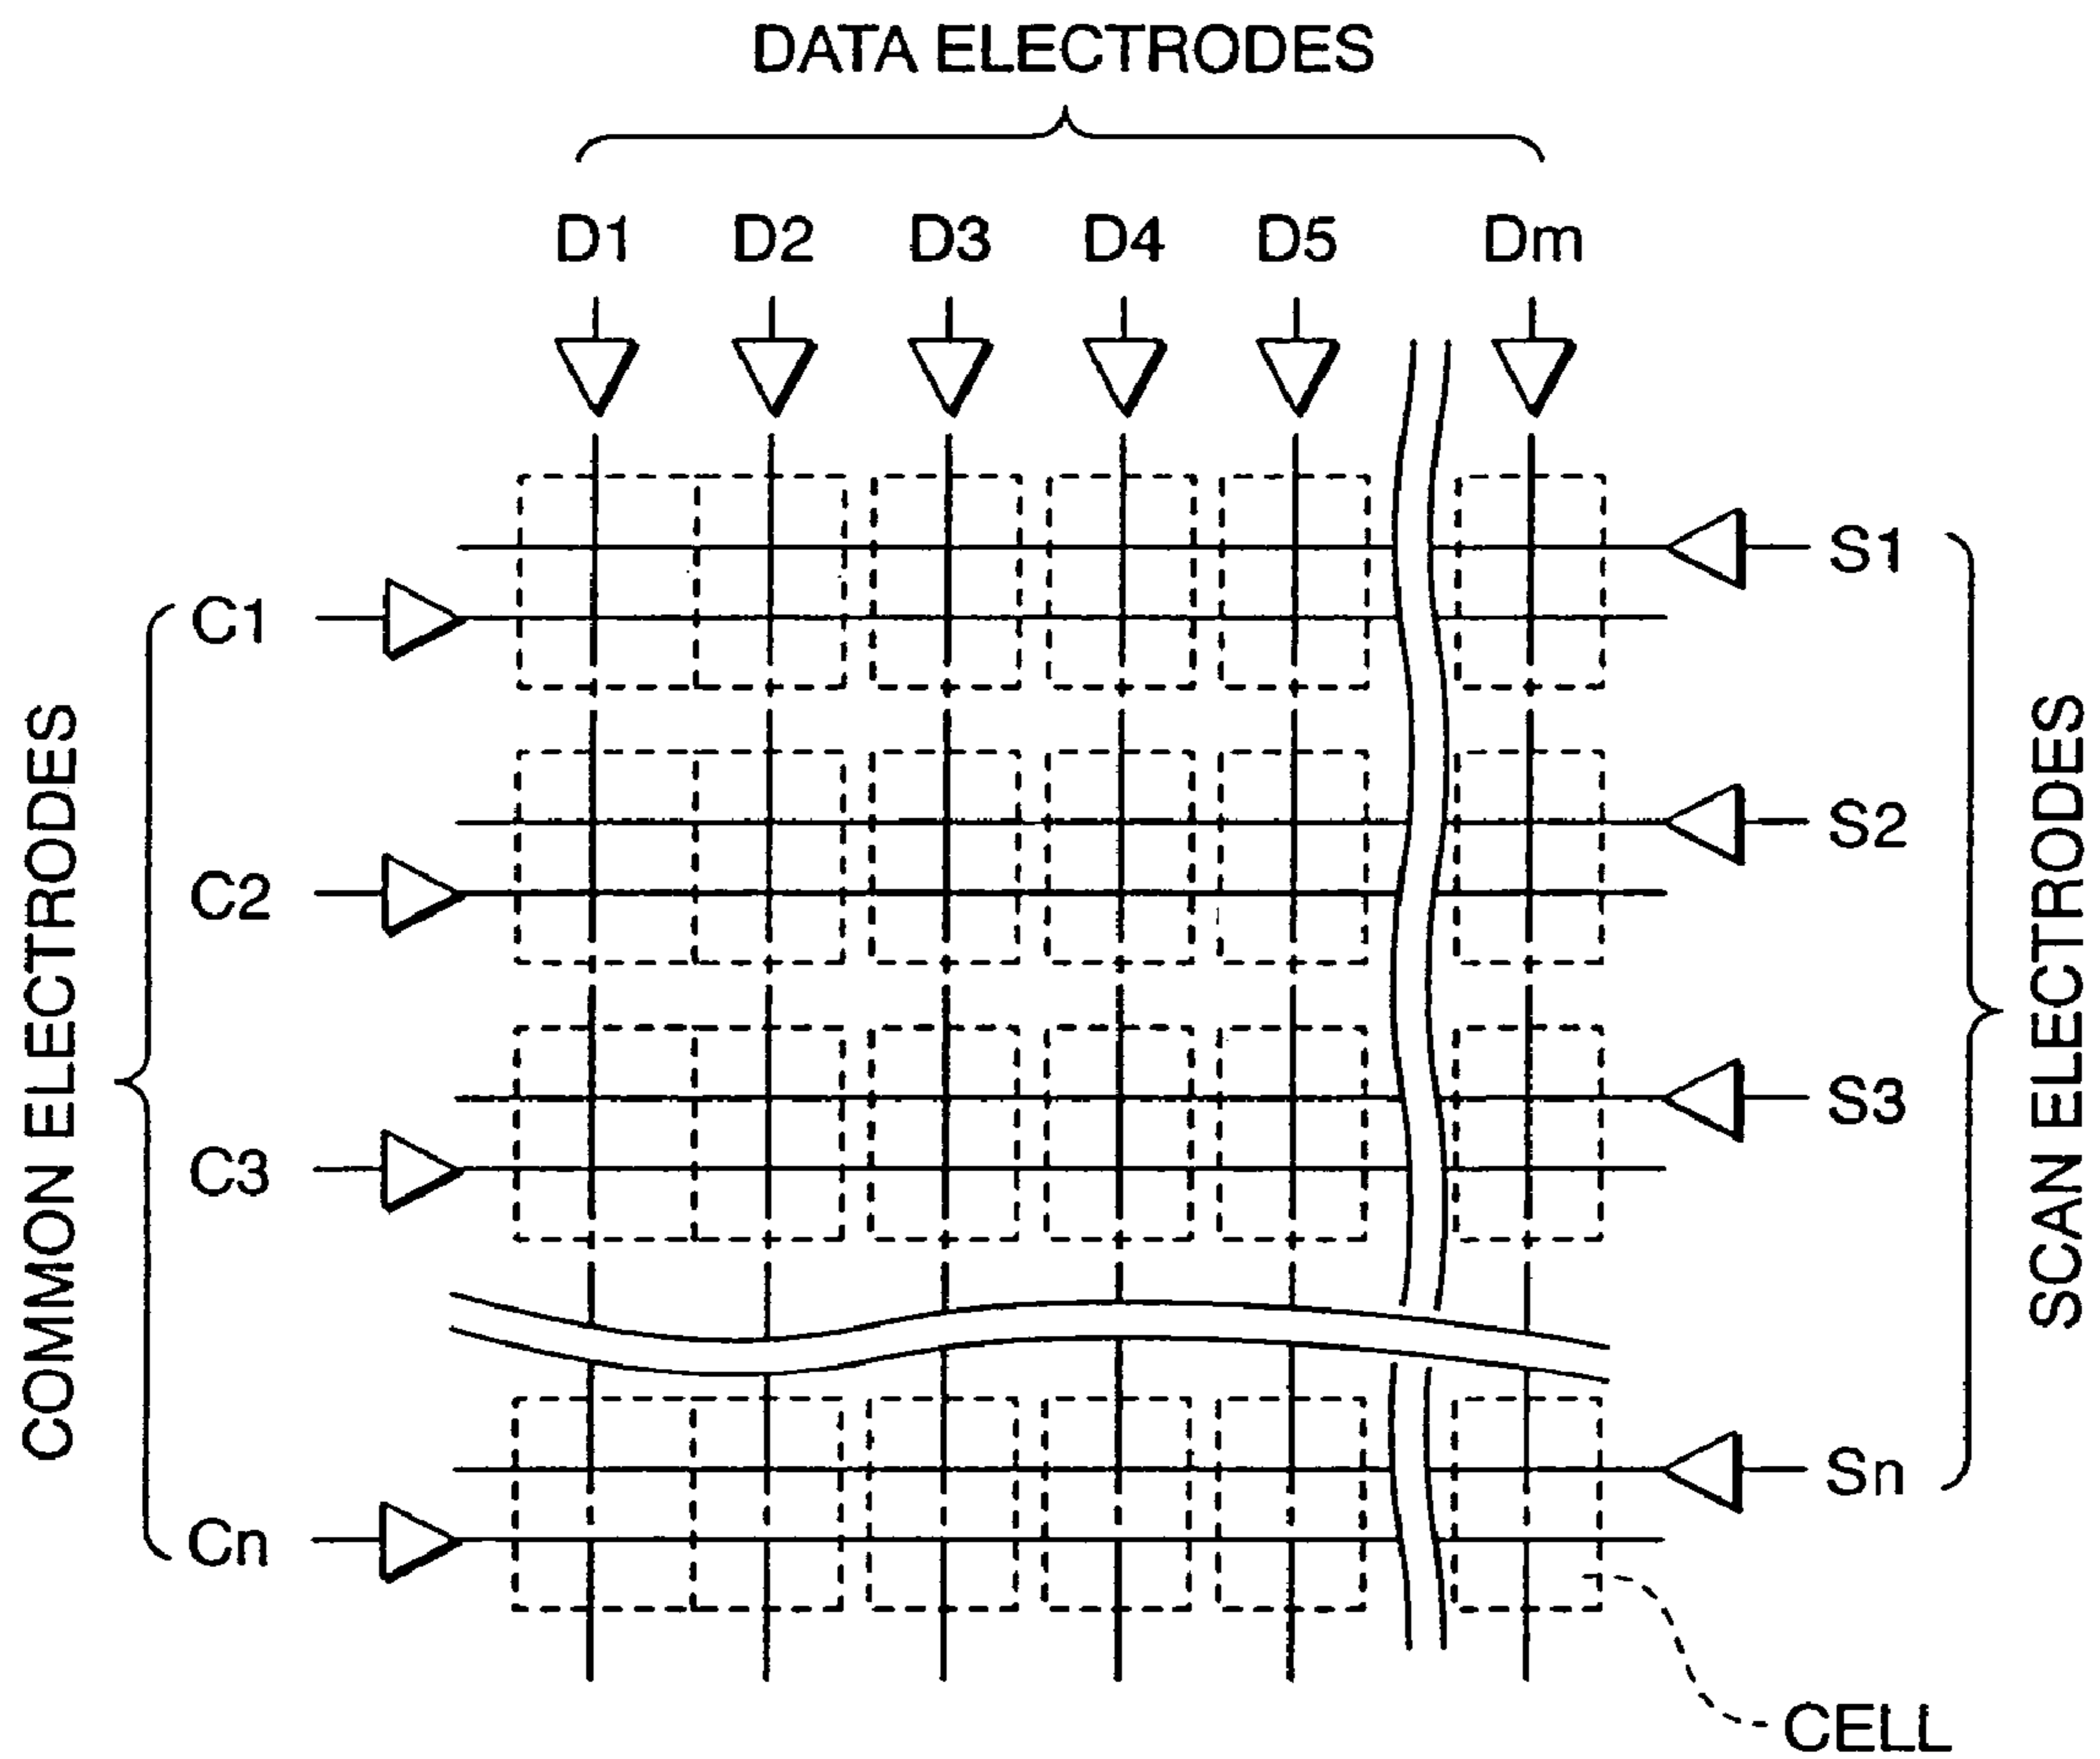 DATA ELECTRODES
D1 D2 D3 D4 D5 Dm
S1
C1
S2
C2
S3
C3
Sn
Cn
COMMON ELECTRODES
SCAN ELECTRODES
CELL